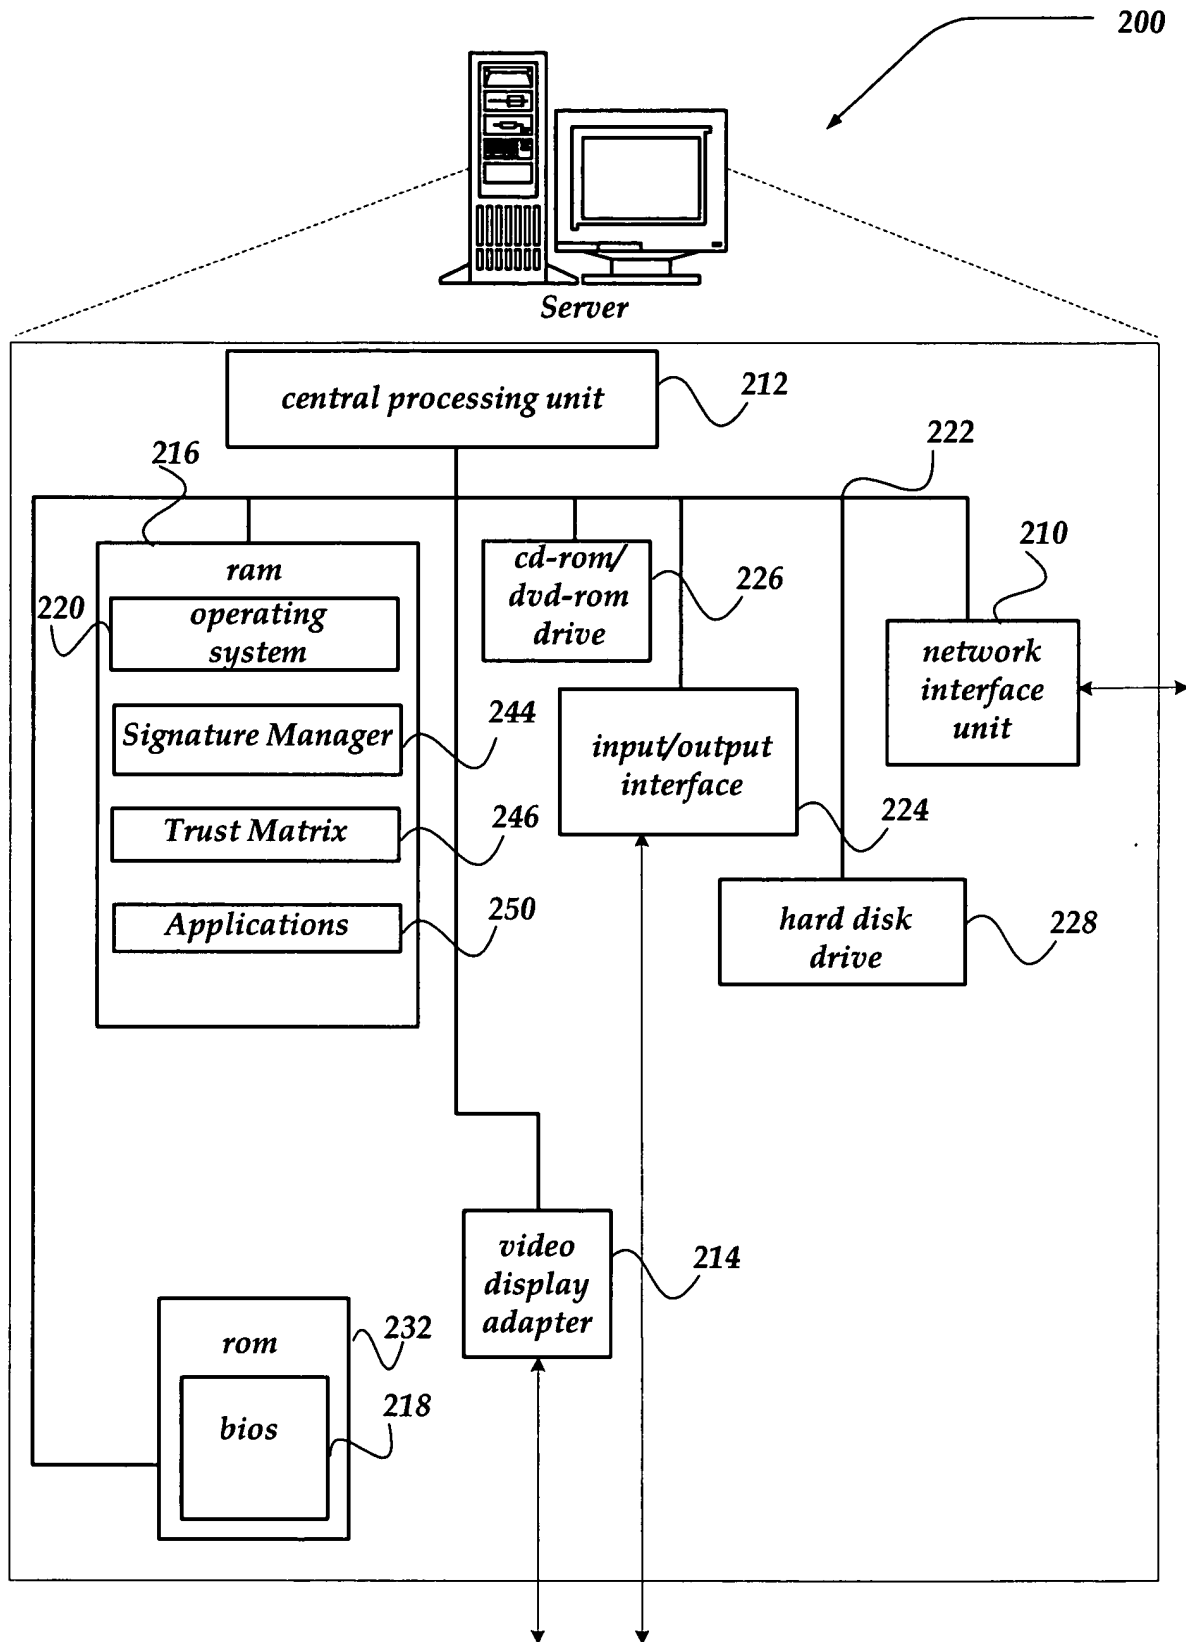 200
Server
central processing unit
212
216
222
ram
220
operating
system
cd-rom/
dvd-rom
drive
226
210
network
interface
unit
Signature Manager
244
input/output
interface
224
Trust Matrix
246
Applications
250
hard disk
drive
228
video
display
adapter
214
rom
232
bios
218